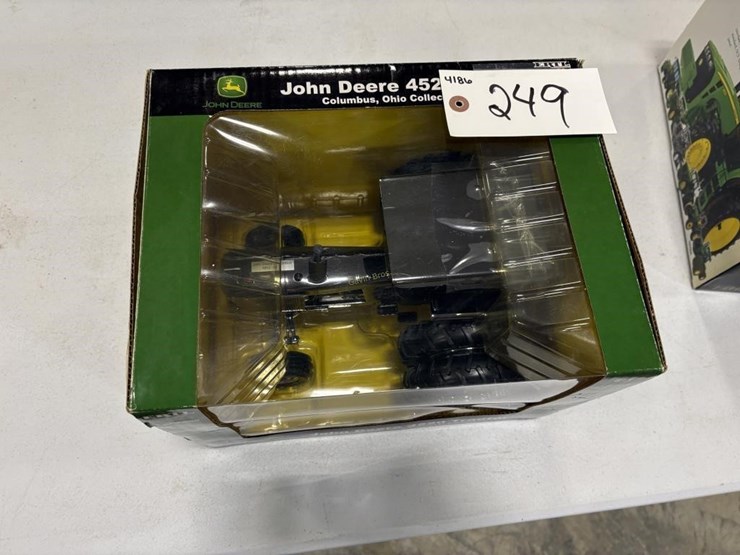 JOHN DEERE
John Deere 452
Columbus, Ohio Collec
ERTL
4186
249